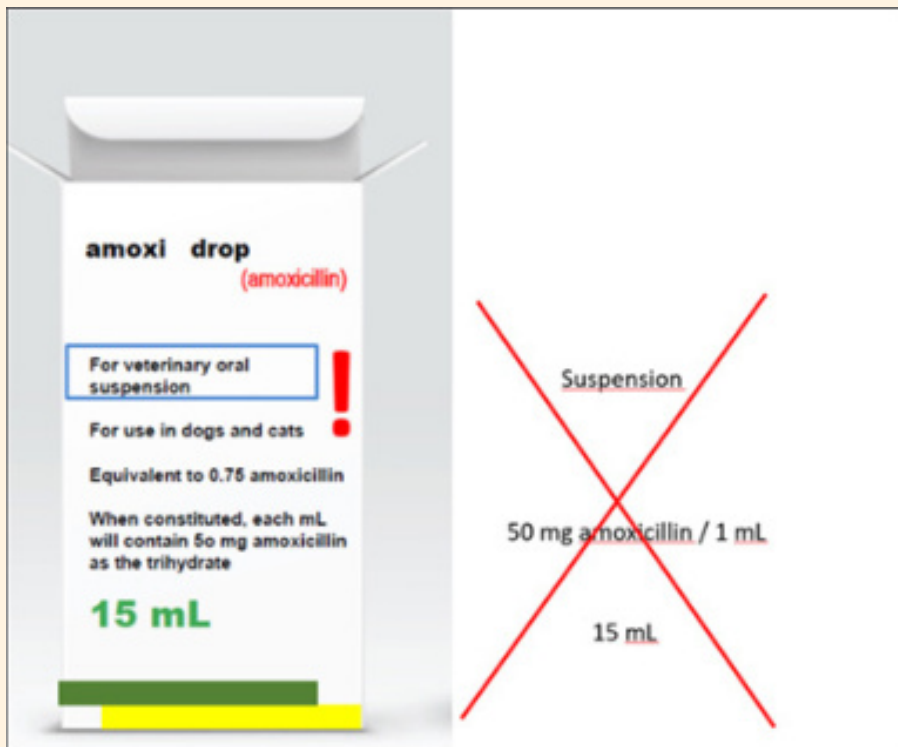 amoxi drop
(amoxicillin)
For veterinary oral
suspension
!
For use in dogs and cats
Equivalent to 0.75 amoxicillin
When constituted, each mL
will contain 5o mg amoxicillin
as the trihydrate
15 mL
Suspension
50 mg amoxicillin / 1 mL
15 mL